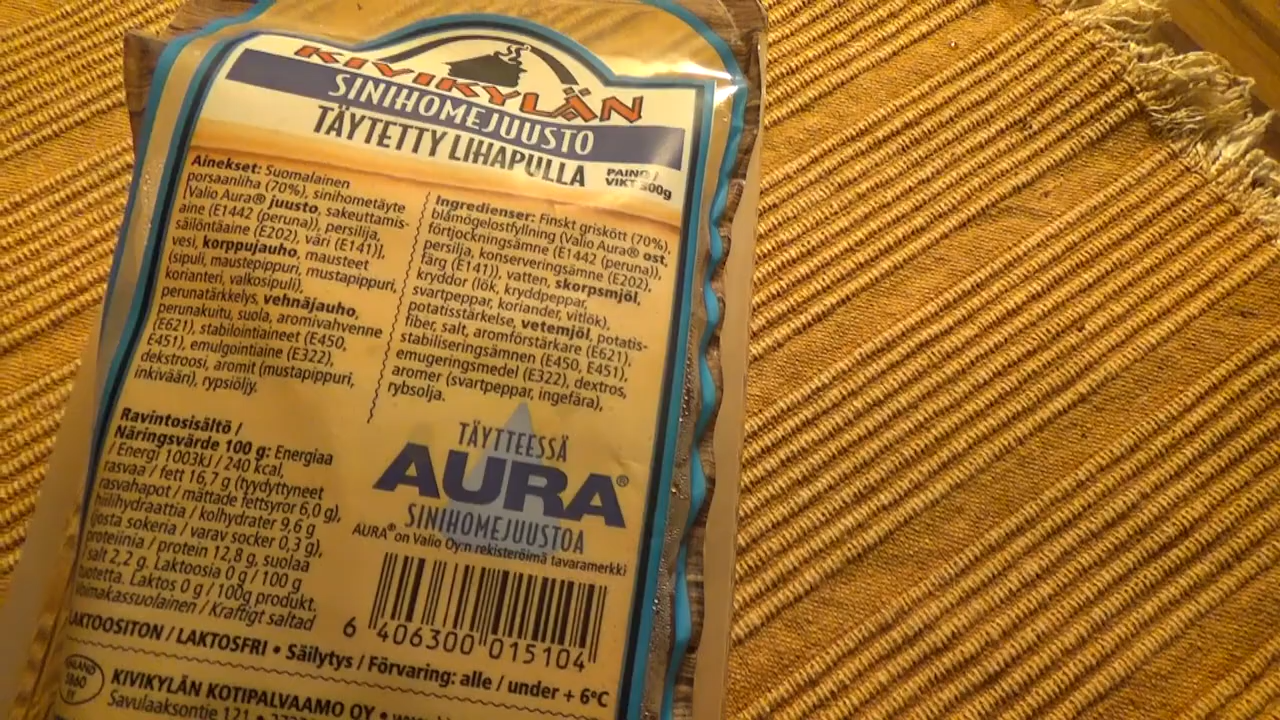 KIVIKYLÄN
SINIHOMEJUUSTO
TÄYTETTY LIHAPULLA
PAINO /
VIKT 300g
Ainekset: Suomalainen
porsaanliha (70%), sinihometäyte
(Valio Aura® juusto, sakeuttamis-
aine (E1442 (peruna)), persilja,
säilöntäaine (E202), väri (E141)),
vesi, korppujauho, mausteet
(sipuli, maustepippuri, mustapippuri,
korianteri, valkosipuli),
perunatärkkelys, vehnäjauho,
perunakuitu, suola, aromivahvenne
(E621), stabilointiaineet (E450,
E451), emulgointiaine (E322),
dekstroosi, aromit (mustapippuri,
inkivääri), rypsiöljy.
Ingredienser: Finskt griskött (70%),
blåmögelostfyllning (Valio Aura® ost,
förtjockningsämne (E1442 (peruna)),
persilja, konserveringsämne (E202),
färg (E141)), vatten, skorpsmjöl,
kryddor (lök, kryddpeppar,
svartpeppar, koriander, vitlök),
potatisstärkelse, vetemjöl, potatis-
fiber, salt, aromförstärkare (E621),
stabiliseringsämnen (E450, E451),
emugeringsmedel (E322), dextros,
aromer (svartpeppar, ingefära),
rybsolja.
Ravintosisältö /
Näringsvärde 100 g: Energiaa
/ Energi 1003kJ / 240 kcal,
rasvaa / fett 16,7 g (tyydyttyneet
rasvahapot / mättade fettsyror 6,0 g),
hiilihydraattia / kolhydrater 9,6 g
(josta sokeria / varav socker 0,3 g),
proteiinia / protein 12,8 g, suolaa
/ salt 2,2 g. Laktoosia 0 g / 100 g
tuotetta. Laktos 0 g / 100g produkt.
Voimakassuolainen / Kraftigt saltad
TÄYTTEESSÄ
AURA®
SINIHOMEJUUSTOA
AURA® on Valio Oy:n rekisteröimä tavaramerkki
6 406300 015104
LAKTOOSITON / LAKTOSFRI • Säilytys / Förvaring: alle / under + 6°C
FINLAND
KIVIKYLÄN KOTIPALVAAMO OY •
Savulaaksontie 121 •